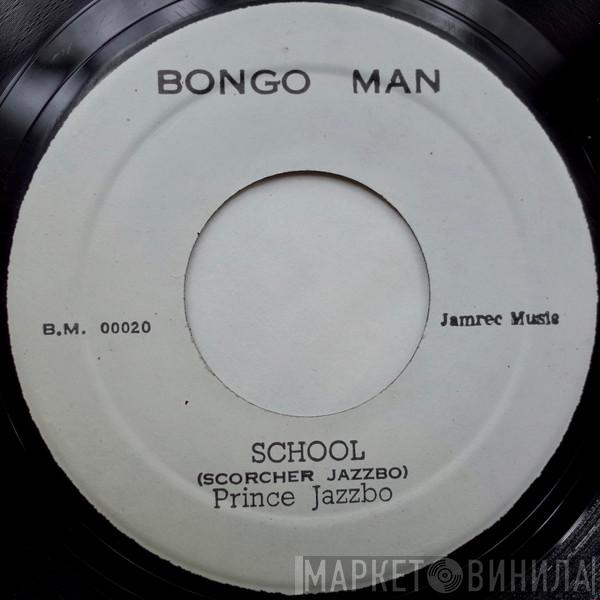 BONGO MAN
B.M. 00020
Jamrec Music
SCHOOL
(SCORCHER JAZZBO)
Prince Jazzbo
МАРКЕТ ВИНИЛА